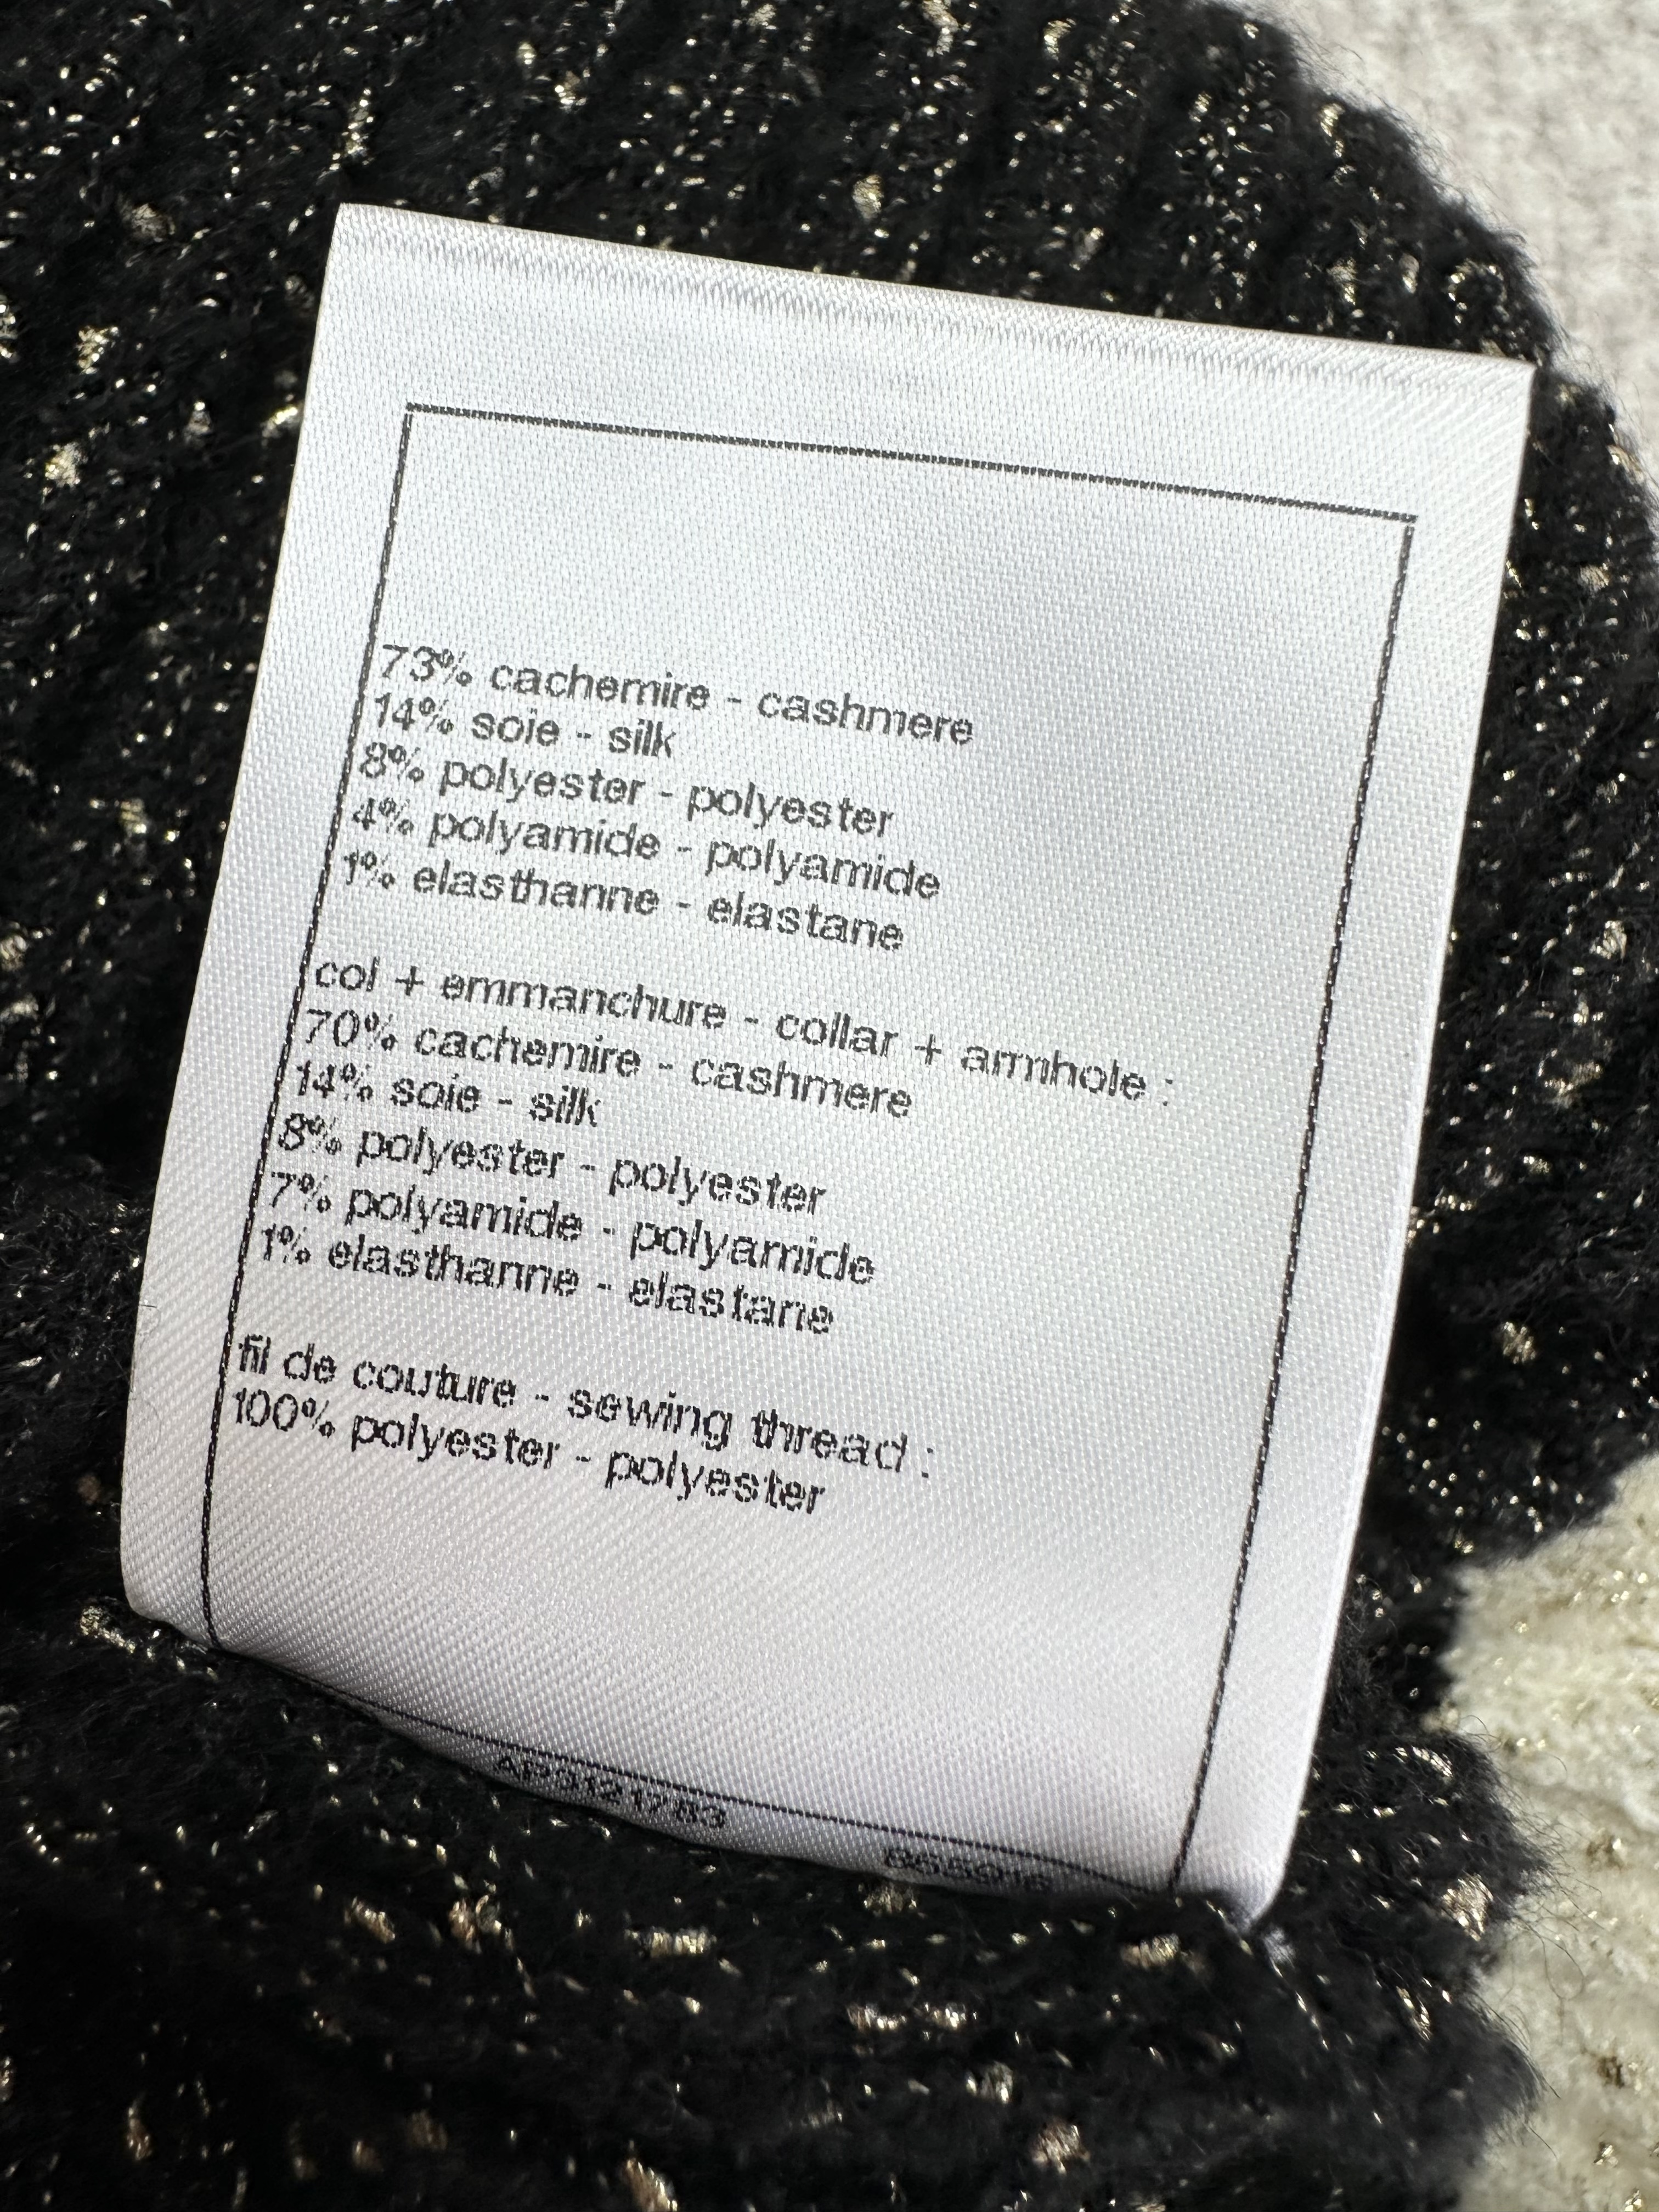 73% cachemire - cashmere
14% soie - silk
8% polyester - polyester
4% polyamide - polyamide
1% elasthanne - elastane
col + emmanchure - collar + armhole :
70% cachemire - cashmere
14% soie - silk
8% polyester - polyester
7% polyamide - polyamide
1% elasthanne - elastane
fil de couture - sewing thread :
100% polyester - polyester